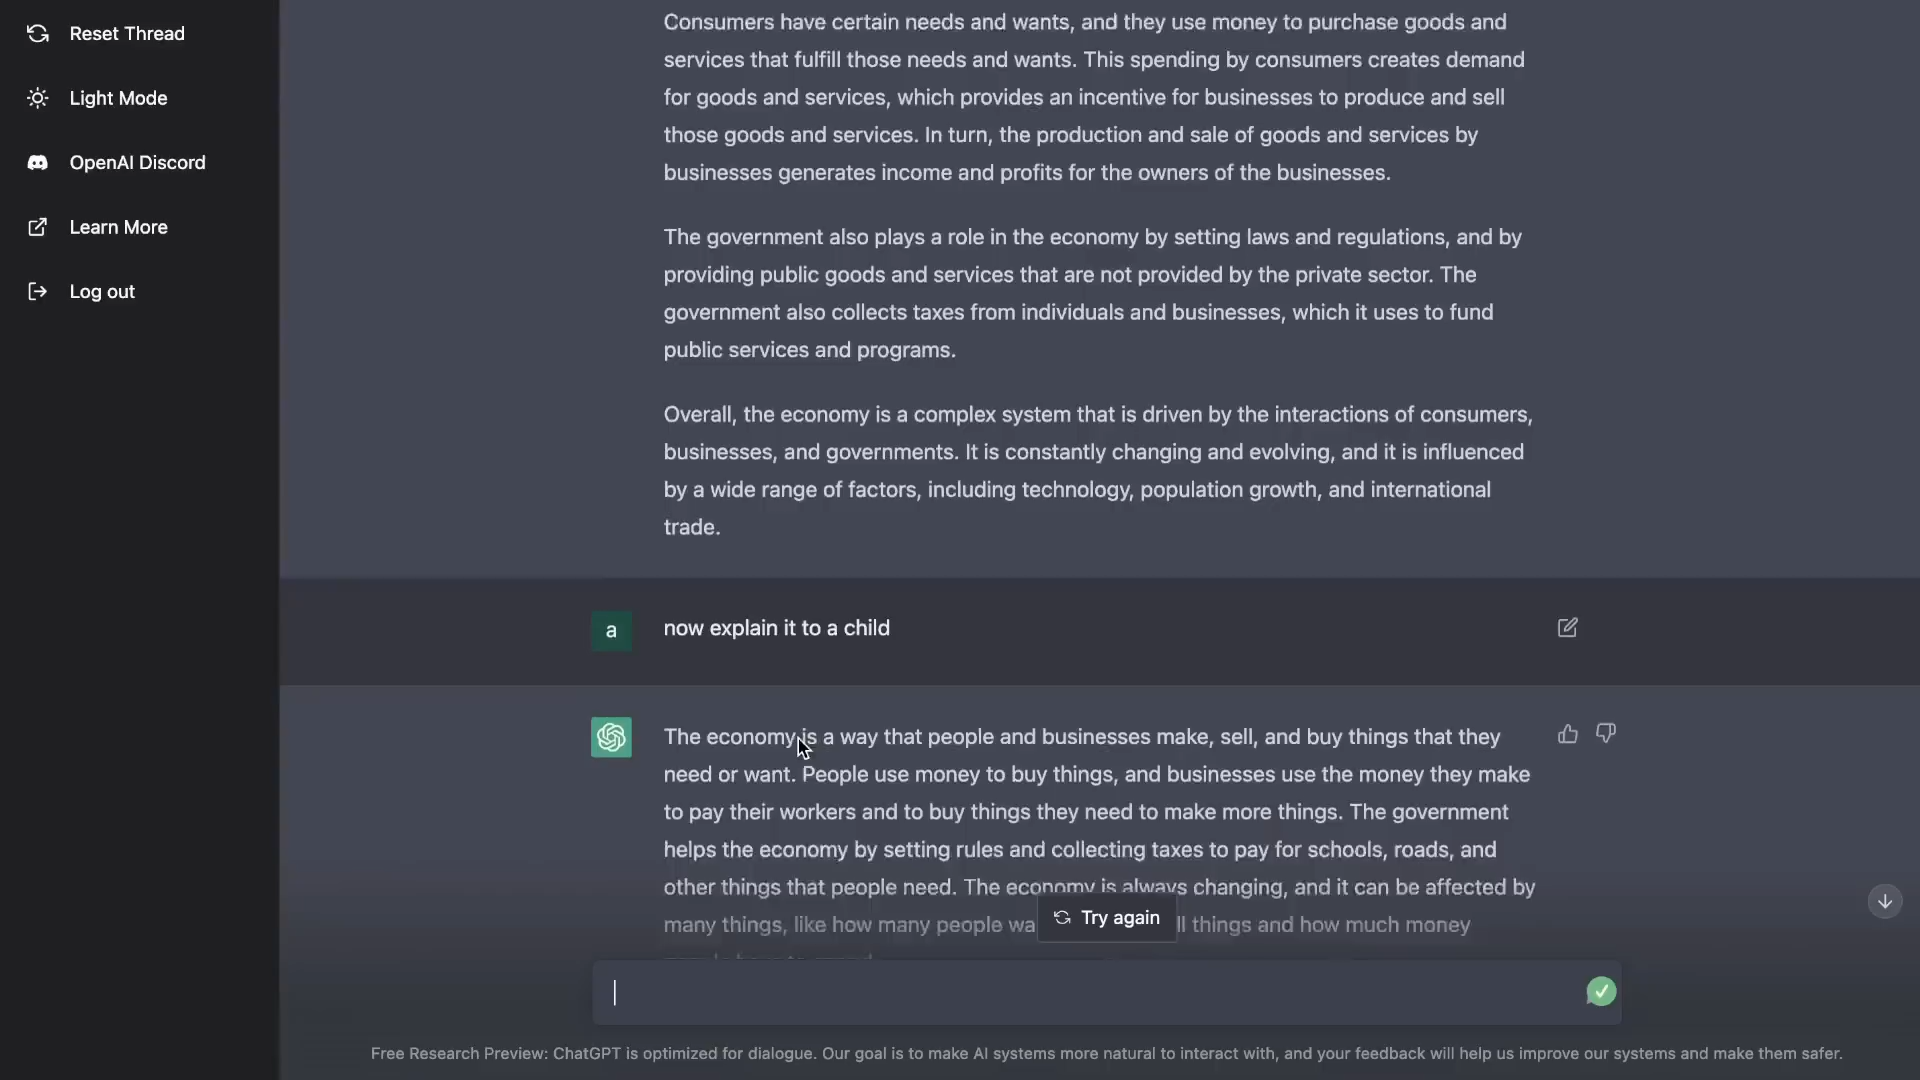 Reset Thread
Light Mode
OpenAI Discord
Learn More
Log out
Consumers have certain needs and wants, and they use money to purchase goods and
services that fulfill those needs and wants. This spending by consumers creates demand
for goods and services, which provides an incentive for businesses to produce and sell
those goods and services. In turn, the production and sale of goods and services by
businesses generates income and profits for the owners of the businesses.
The government also plays a role in the economy by setting laws and regulations, and by
providing public goods and services that are not provided by the private sector. The
government also collects taxes from individuals and businesses, which it uses to fund
public services and programs.
Overall, the economy is a complex system that is driven by the interactions of consumers,
businesses, and governments. It is constantly changing and evolving, and it is influenced
by a wide range of factors, including technology, population growth, and international
trade.
a
now explain it to a child
The economy is a way that people and businesses make, sell, and buy things that they
need or want. People use money to buy things, and businesses use the money they make
to pay their workers and to buy things they need to make more things. The government
helps the economy by setting rules and collecting taxes to pay for schools, roads, and
other things that people need. The economy is always changing, and it can be affected by
many things, like how many people wa
ll things and how much money
Try again
Free Research Preview: ChatGPT is optimized for dialogue. Our goal is to make AI systems more natural to interact with, and your feedback will help us improve our systems and make them safer.